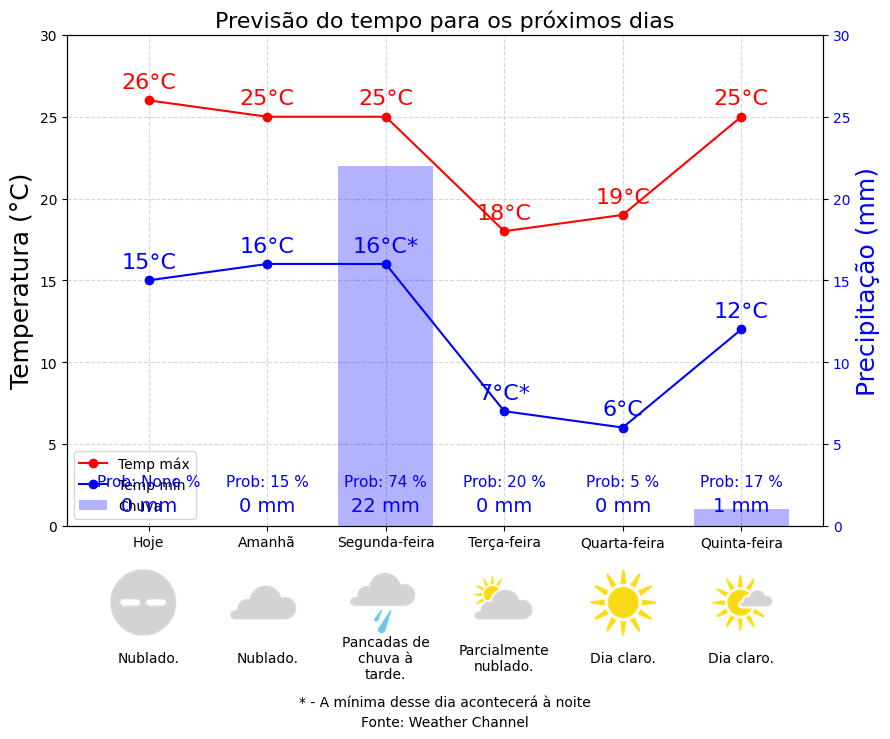 Previsão do tempo para os próximos dias
Temperatura (°C)
Precipitação (mm)
30
25
20
15
10
5
0
30
25
20
15
10
5
0
26°C
25°C
25°C
18°C
19°C
25°C
15°C
16°C
16°C*
7°C*
6°C
12°C
Temp máx
Temp min
Chuva
Prob: None %
Prob: 15 %
Prob: 74 %
Prob: 20 %
Prob: 5 %
Prob: 17 %
0 mm
0 mm
22 mm
0 mm
0 mm
1 mm
Hoje
Amanhã
Segunda-feira
Terça-feira
Quarta-feira
Quinta-feira
Nublado.
Nublado.
Pancadas de
chuva à
tarde.
Parcialmente
nublado.
Dia claro.
Dia claro.
* - A mínima desse dia acontecerá à noite
Fonte: Weather Channel